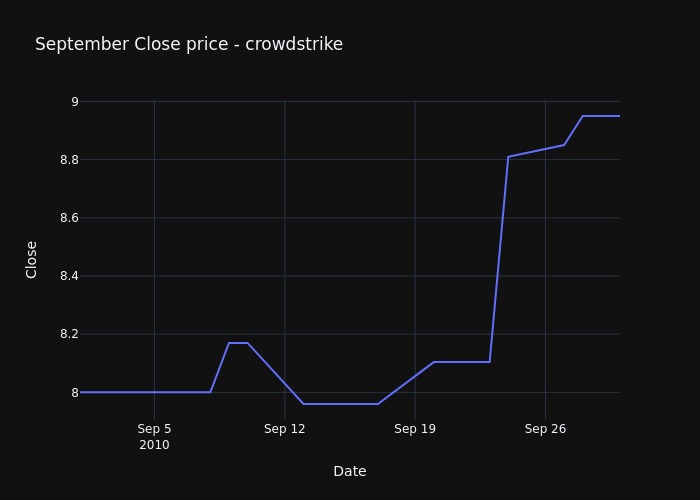 September Close price - crowdstrike
9
8.8
8.6
8.4
8.2
8
Close
Sep 5
2010
Sep 12
Sep 19
Sep 26
Date